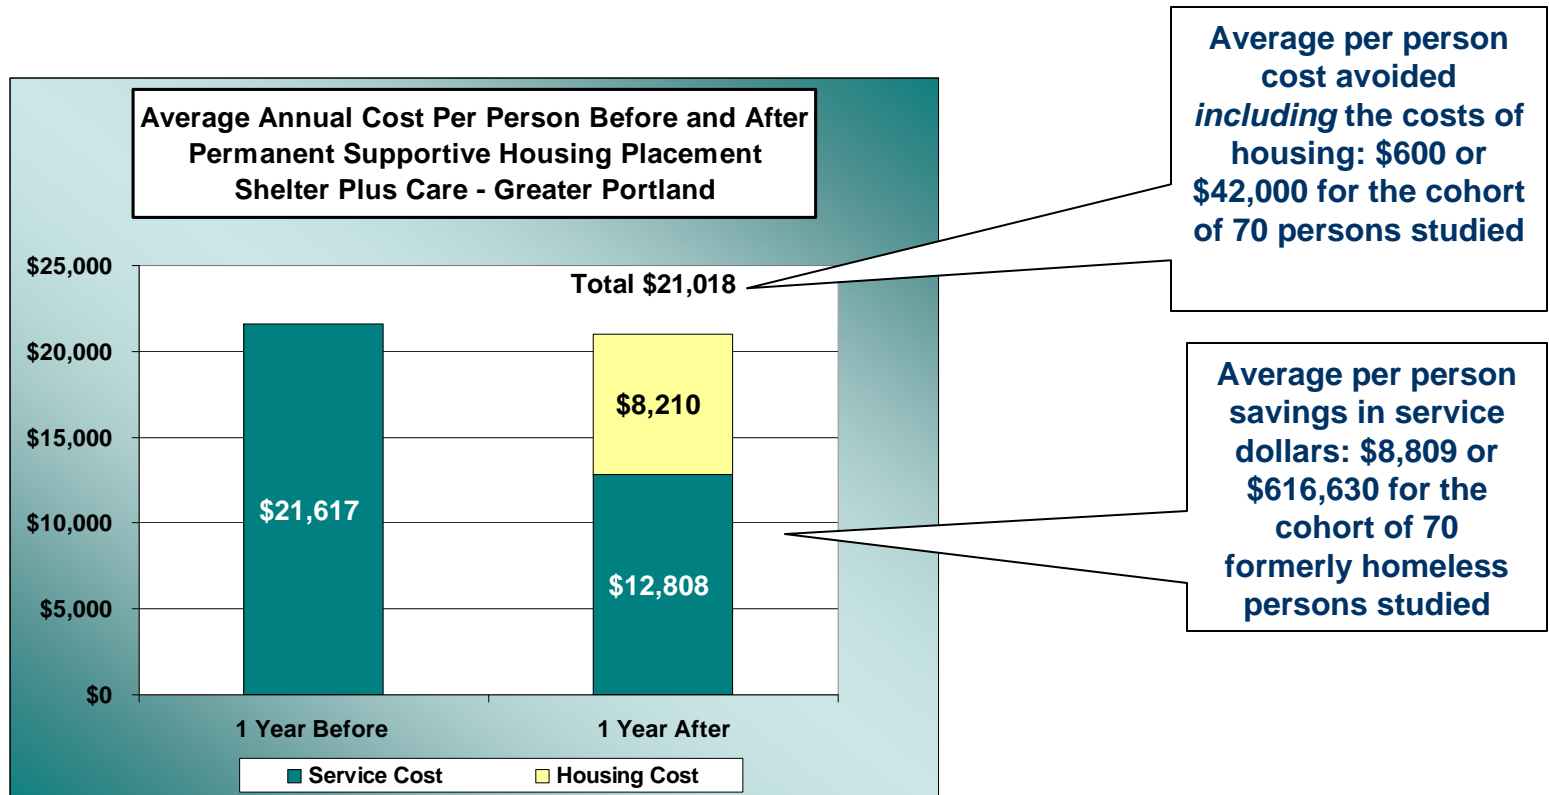 Average Annual Cost Per Person Before and After
Permanent Supportive Housing Placement
Shelter Plus Care - Greater Portland
$25,000
$20,000
$15,000
$10,000
$5,000
$0
Total $21,018
$8,210
$21,617
$12,808
1 Year Before
1 Year After
Service Cost
Housing Cost
Average per person
cost avoided
including the costs of
housing: $600 or
$42,000 for the cohort
of 70 persons studied
Average per person
savings in service
dollars: $8,809 or
$616,630 for the
cohort of 70
formerly homeless
persons studied